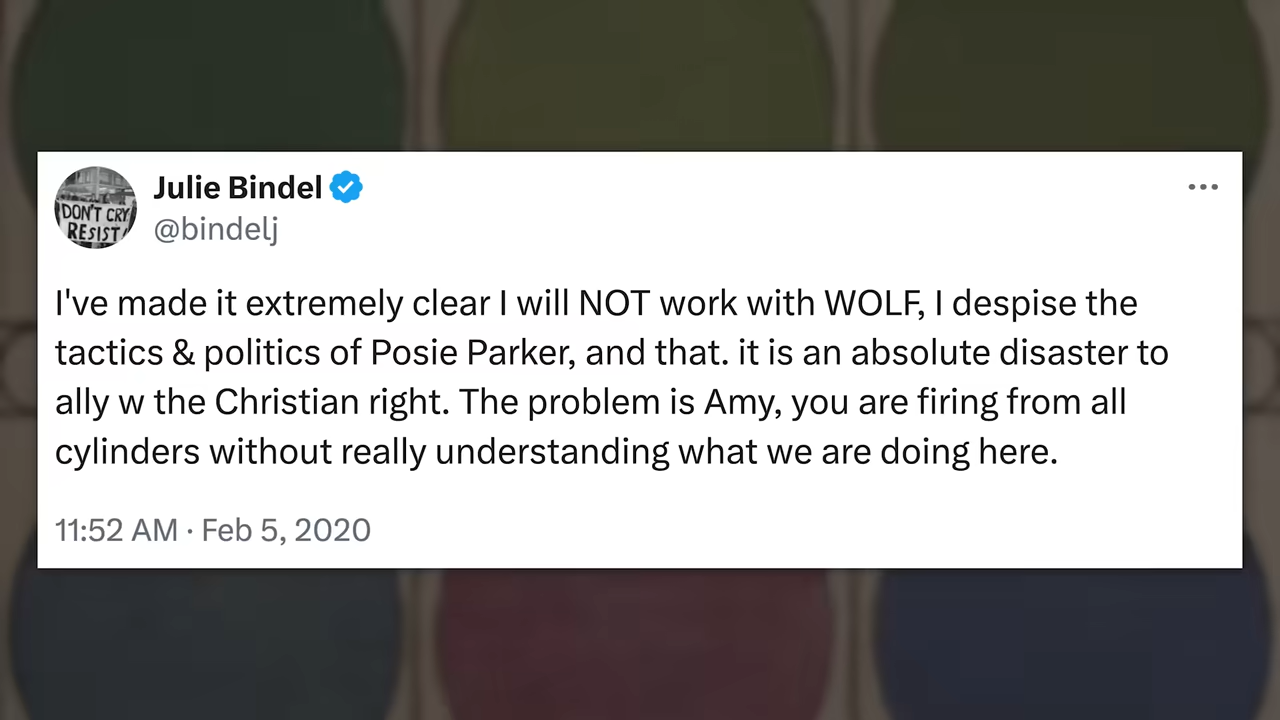 Julie Bindel
@bindelj
DON'T CRY
RESIST!
I've made it extremely clear I will NOT work with WOLF, I despise the
tactics & politics of Posie Parker, and that. it is an absolute disaster to
ally w the Christian right. The problem is Amy, you are firing from all
cylinders without really understanding what we are doing here.
11:52 AM · Feb 5, 2020